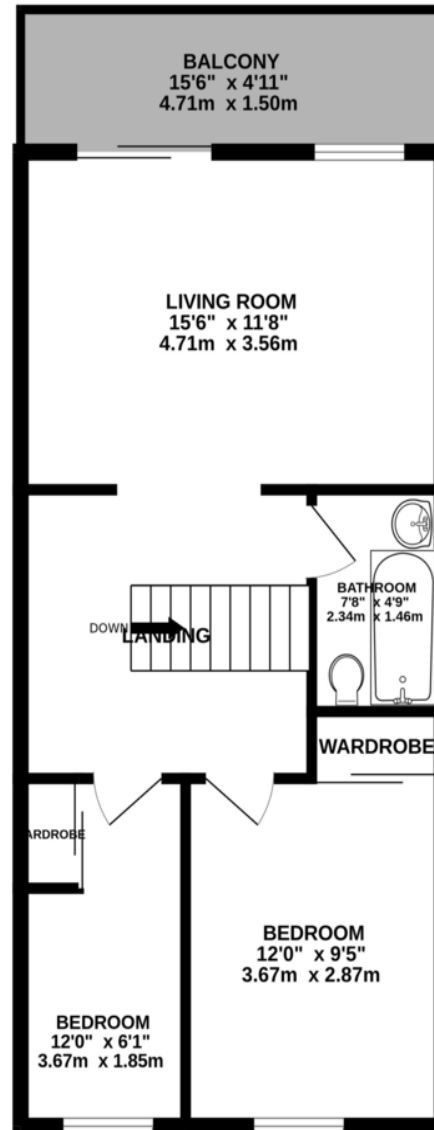 BALCONY
15'6" x 4'11"
4.71m x 1.50m
LIVING ROOM
15'6" x 11'8"
4.71m x 3.56m
BATHROOM
7'8" x 4'9"
2.34m x 1.46m
DOWN
LANDING
WARDROBE
ARDROBE
BEDROOM
12'0" x 9'5"
3.67m x 2.87m
BEDROOM
12'0" x 6'1"
3.67m x 1.85m